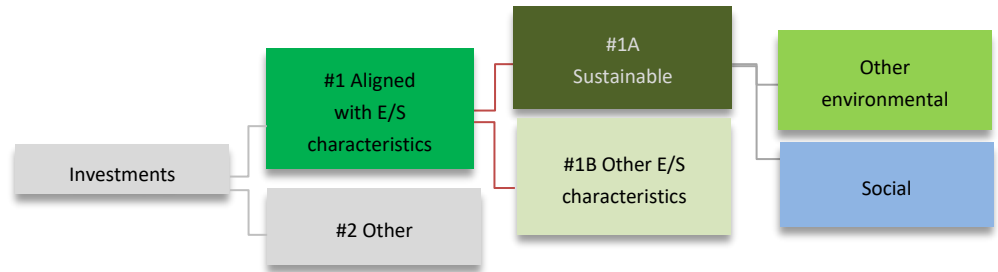 Investments
#1 Aligned
with E/S
characteristics
#2 Other
#1A
Sustainable
#1B Other E/S
characteristics
Other
environmental
Social